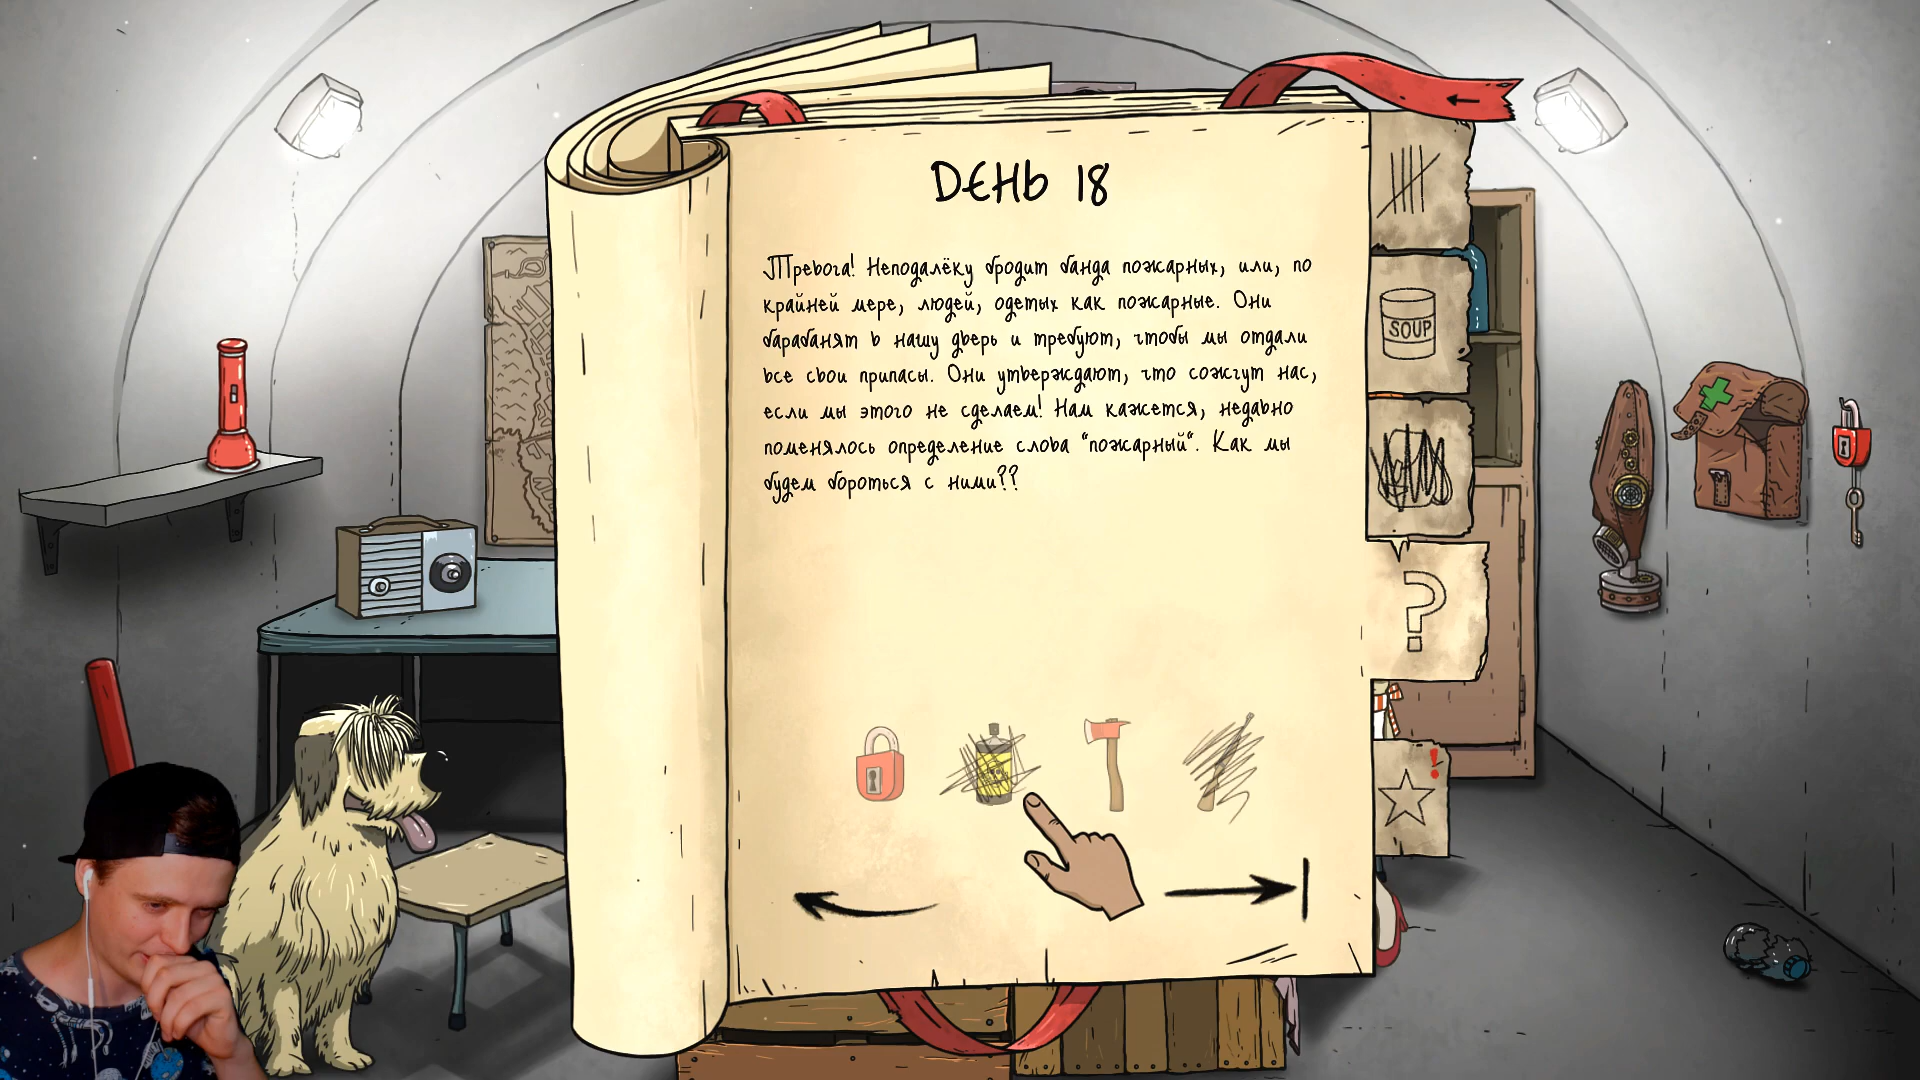 ДЕНЬ 18
Тревога! Неподалёку бродит банда пожарных, или, по
крайней мере, людей, одетых как пожарные. Они
барабанят в нашу дверь и требуют, чтобы мы отдали
все свои припасы. Они утверждают, что сожгут нас,
если мы этого не сделаем! Нам кажется, недавно
поменялось определение слова "пожарный". Как мы
будем бороться с ними??
SOUP
?
!